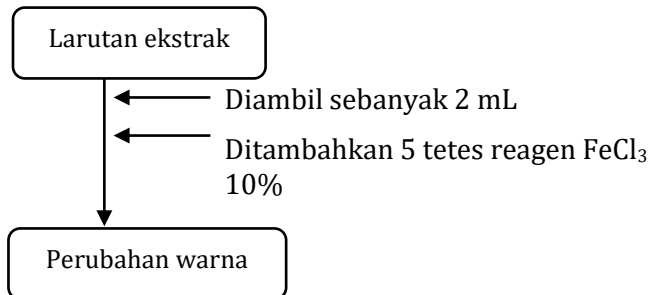 Larutan ekstrak
Diambil sebanyak 2 mL
Ditambahkan 5 tetes reagen FeCl₃
10%
Perubahan warna